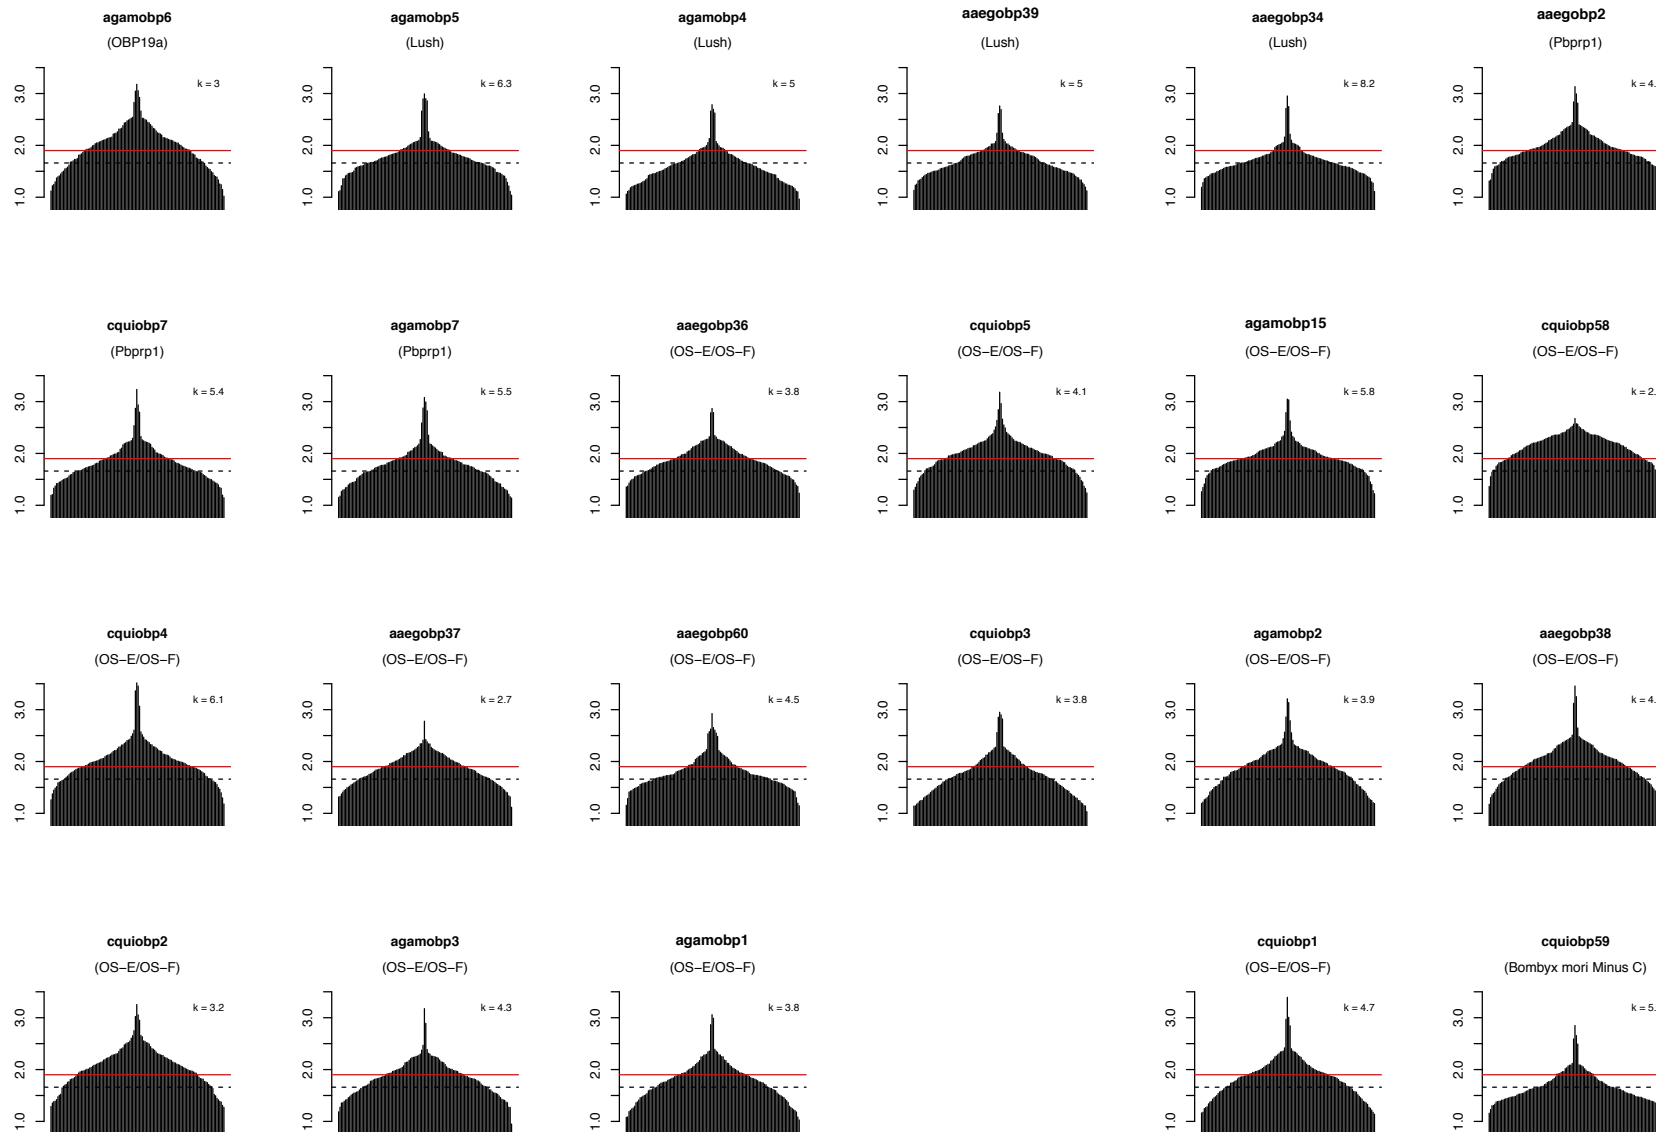 agamobp6
(OBP19a)
k = 3
3.0
2.0
1.0
agamobp5
(Lush)
k = 6.3
3.0
2.0
1.0
agamobp4
(Lush)
k = 5
3.0
2.0
1.0
aaegobp39
(Lush)
k = 5
3.0
2.0
1.0
aaegobp34
(Lush)
k = 8.2
3.0
2.0
1.0
aaegobp2
(Pbprp1)
k = 4.
3.0
2.0
1.0
cquiobp7
(Pbprp1)
k = 5.4
3.0
2.0
1.0
agamobp7
(Pbprp1)
k = 5.5
3.0
2.0
1.0
aaegobp36
(OS−E/OS−F)
k = 3.8
3.0
2.0
1.0
cquiobp5
(OS−E/OS−F)
k = 4.1
3.0
2.0
1.0
agamobp15
(OS−E/OS−F)
k = 5.8
3.0
2.0
1.0
cquiobp58
(OS−E/OS−F)
k = 2.
3.0
2.0
1.0
cquiobp4
(OS−E/OS−F)
k = 6.1
3.0
2.0
1.0
aaegobp37
(OS−E/OS−F)
k = 2.7
3.0
2.0
1.0
aaegobp60
(OS−E/OS−F)
k = 4.5
3.0
2.0
1.0
cquiobp3
(OS−E/OS−F)
k = 3.8
3.0
2.0
1.0
agamobp2
(OS−E/OS−F)
k = 3.9
3.0
2.0
1.0
aaegobp38
(OS−E/OS−F)
k = 4.
3.0
2.0
1.0
cquiobp2
(OS−E/OS−F)
k = 3.2
3.0
2.0
1.0
agamobp3
(OS−E/OS−F)
k = 4.3
3.0
2.0
1.0
agamobp1
(OS−E/OS−F)
k = 3.8
3.0
2.0
1.0
cquiobp1
(OS−E/OS−F)
k = 4.7
3.0
2.0
1.0
cquiobp59
(Bombyx mori Minus C)
k = 5.
3.0
2.0
1.0